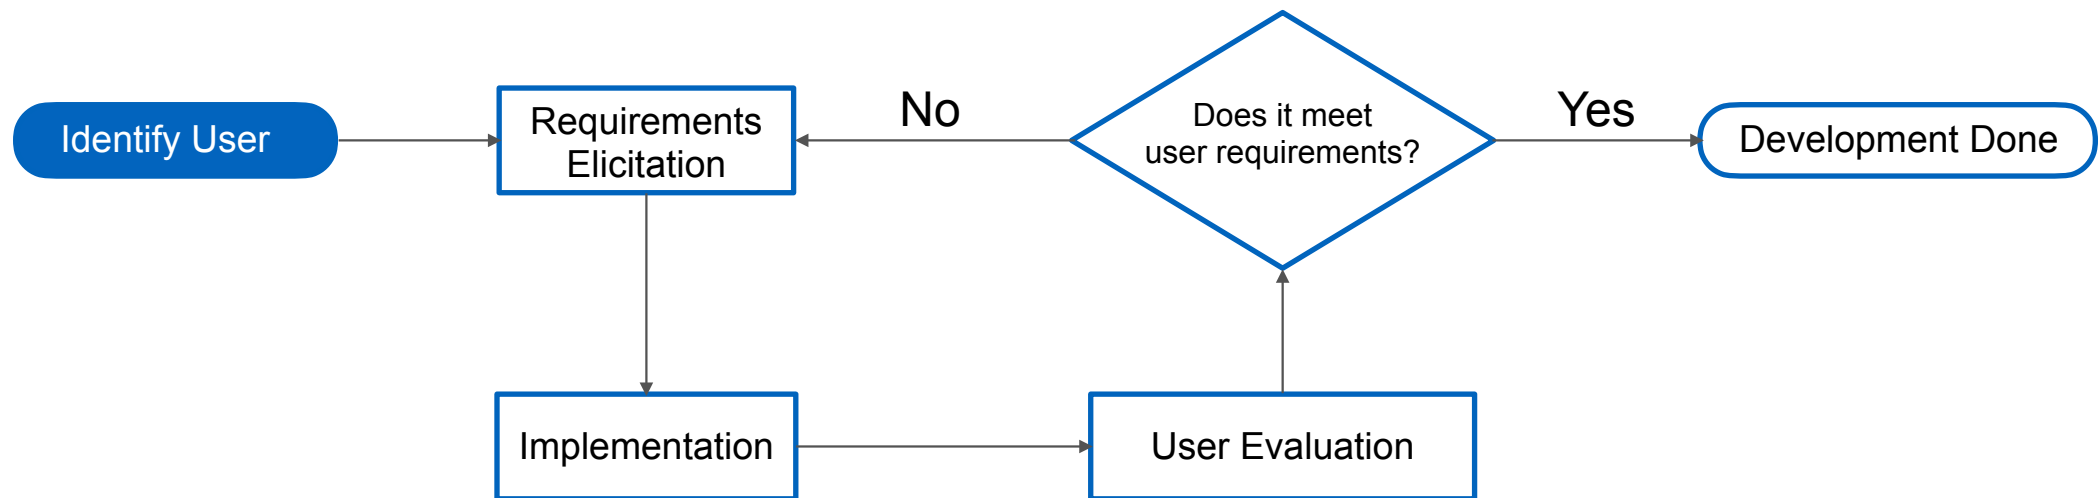 Identify User
Requirements
Elicitation
No
Does it meet
user requirements?
Yes
Development Done
Implementation
User Evaluation